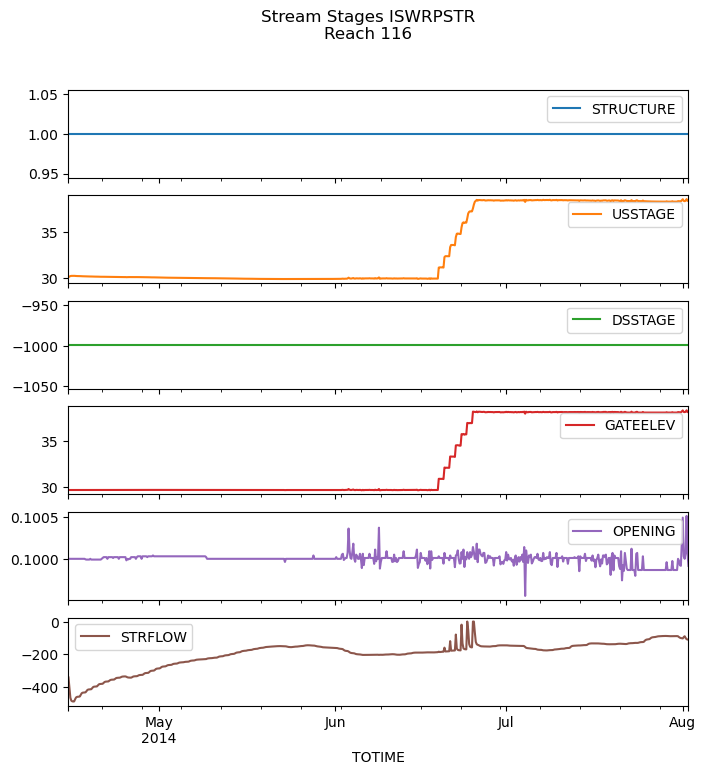 Stream Stages ISWRPSTR
Reach 116
1.05
1.00
0.95
STRUCTURE
35
30
USSTAGE
−950
−1000
−1050
DSSTAGE
35
30
GATEELEV
0.1005
0.1000
OPENING
0
−200
−400
STRFLOW
May
2014
Jun
Jul
Aug
TOTIME